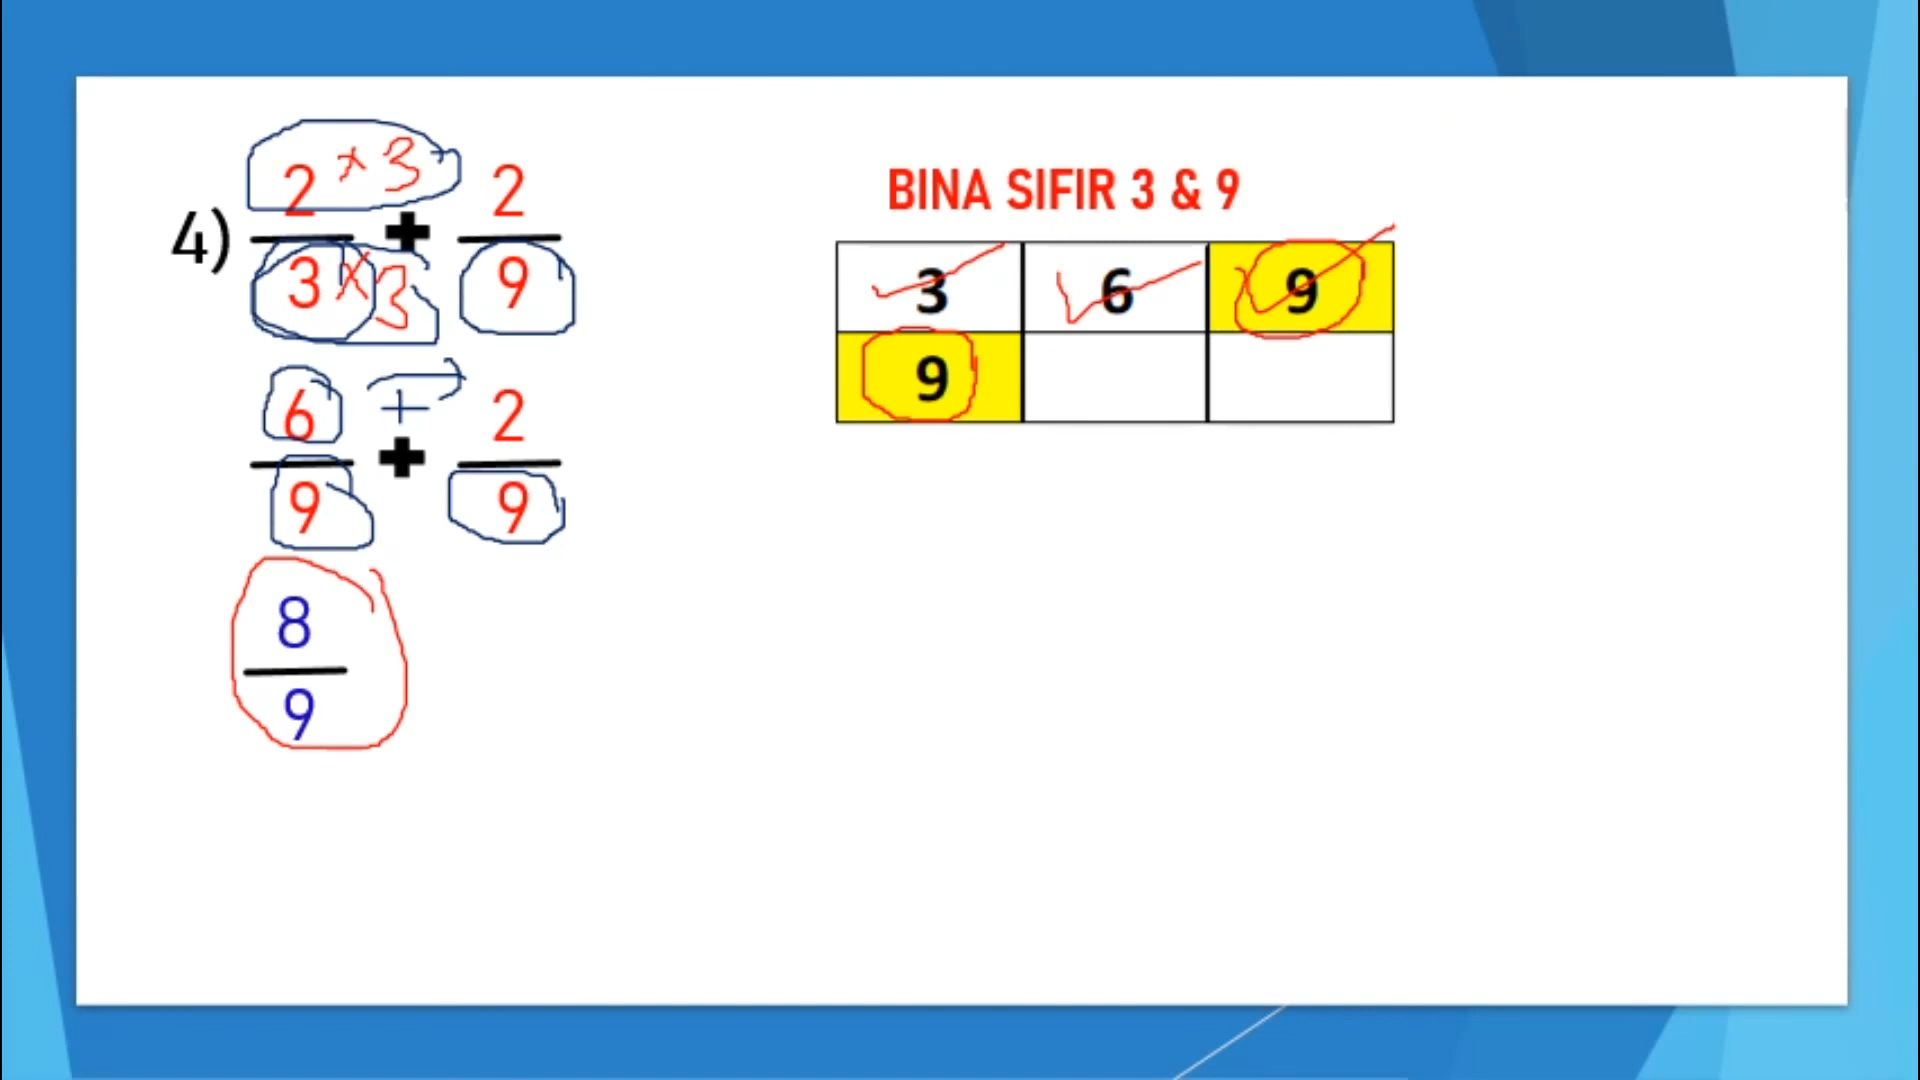 4) 2 × 3 / 3 × 3 + 2 / 9
6 / 9 + + 2 / 9
8 / 9
BINA SIFIR 3 & 9
3 6 9
9